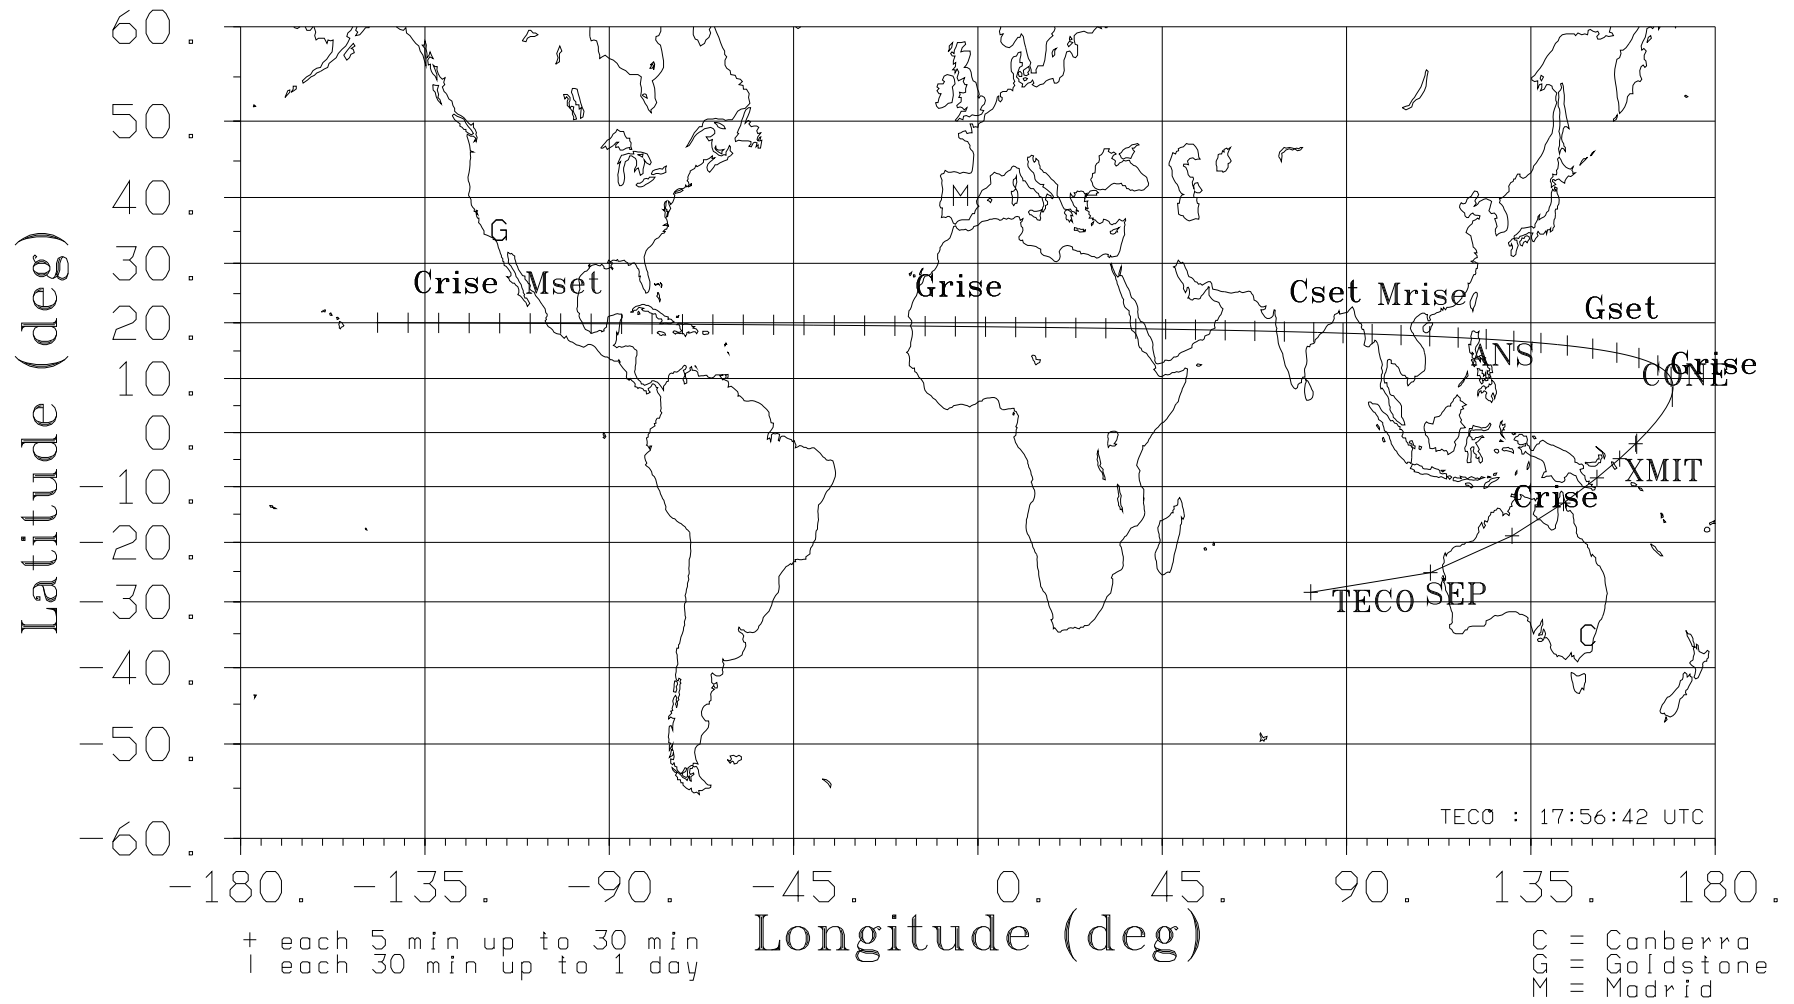 60.
50.
40.
30.
20.
10.
0.
-10.
-20.
-30.
-40.
-50.
-60.
Latitude (deg)
M
G
Crise Mset Grise Cset Mrise Gset
ANS Grise
CONE
XMIT
Crise
TECO SEP
C
TECO : 17:56:42 UTC
-180. -135. -90. -45. 0. 45. 90. 135. 180.
Longitude (deg)
+ each 5 min up to 30 min
| each 30 min up to 1 day
C = Canberra
G = Goldstone
M = Madrid